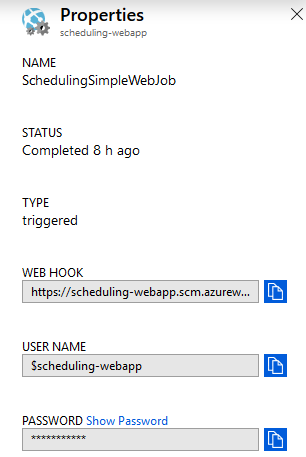 Properties
scheduling-webapp
NAME
SchedulingSimpleWebJob
STATUS
Completed 8 h ago
TYPE
triggered
WEB HOOK
https://scheduling-webapp.scm.azurew...
USER NAME
$scheduling-webapp
PASSWORD Show Password
***********